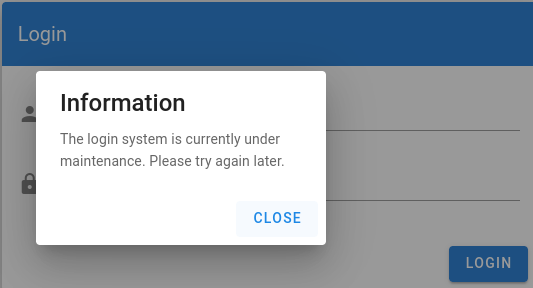 Login
Information
The login system is currently under
maintenance. Please try again later.
CLOSE
LOGIN